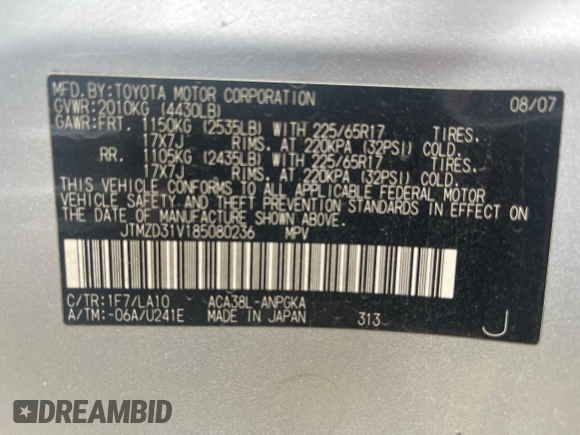 MFD.BY:TOYOTA MOTOR CORPORATION 08/07
GVWR:2010KG (4430LB)
GAWR:FRT. 1150KG (2535LB) WITH 225/65R17 TIRES.
17X7J RIMS. AT 220KPA (32PSI) COLD.
RR. 1105KG (2435LB) WITH 225/65R17 TIRES.
17X7J RIMS. AT 220KPA (32PSI) COLD.
THIS VEHICLE CONFORMS TO ALL APPLICABLE FEDERAL MOTOR
VEHICLE SAFETY AND THEFT PREVENTION STANDARDS IN EFFECT
ON THE DATE OF MANUFACTURE SHOWN ABOVE.
JTMZD31V185080236 MPV
C/TR:1F7/LA10 ACA38L-ANPGKA
A/TM:-06A/U241E MADE IN JAPAN 313 J
DREAMBID